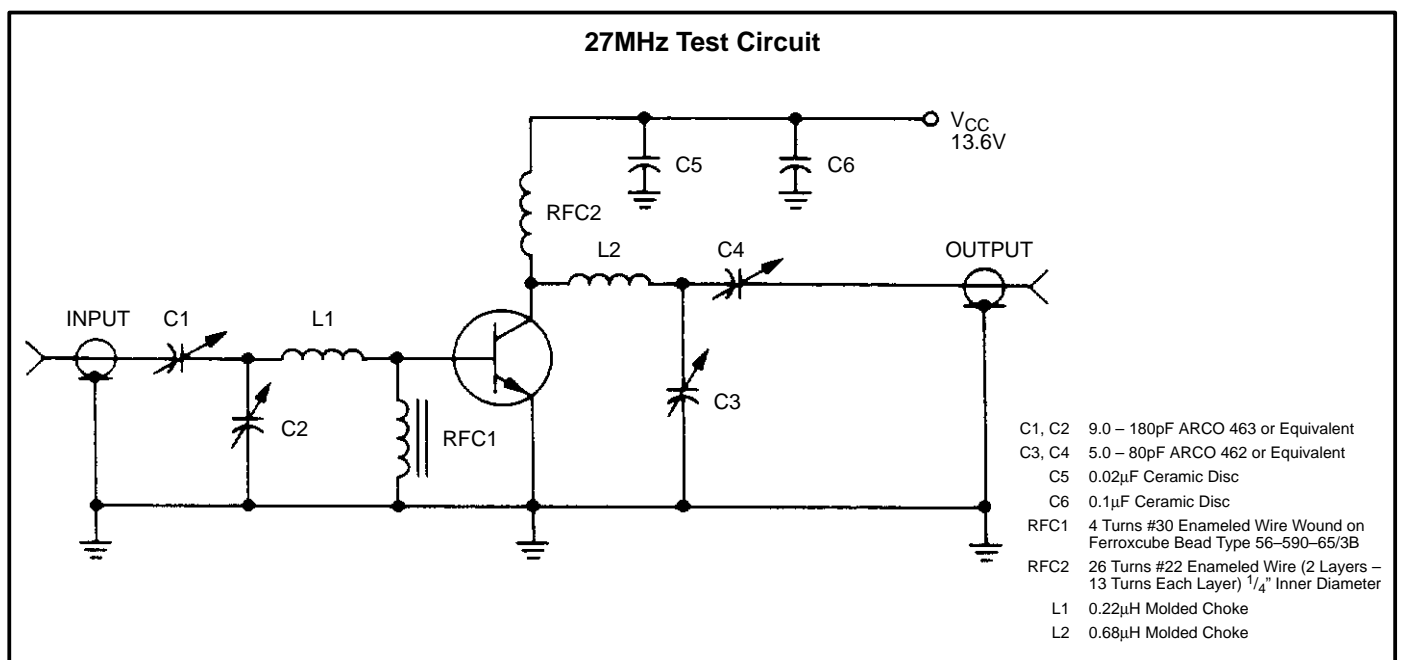 27MHz Test Circuit
VCC
13.6V
C5
C6
RFC2
L2
C4
OUTPUT
INPUT
C1
L1
C3
C2
RFC1
C1, C2 9.0 – 180pF ARCO 463 or Equivalent
C3, C4 5.0 – 80pF ARCO 462 or Equivalent
C5 0.02μF Ceramic Disc
C6 0.1μF Ceramic Disc
RFC1 4 Turns #30 Enameled Wire Wound on
Ferroxcube Bead Type 56–590–65/3B
RFC2 26 Turns #22 Enameled Wire (2 Layers –
13 Turns Each Layer) 1/4” Inner Diameter
L1 0.22μH Molded Choke
L2 0.68μH Molded Choke